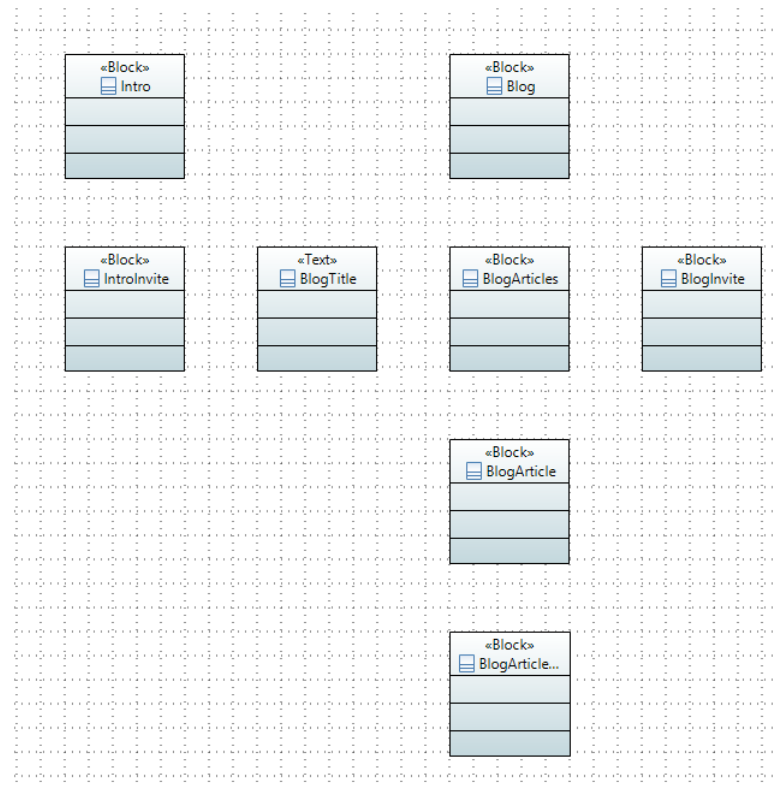 «Block»
Intro
«Block»
Blog
«Block»
IntroInvite
«Text»
BlogTitle
«Block»
BlogArticles
«Block»
BlogInvite
«Block»
BlogArticle
«Block»
BlogArticle...